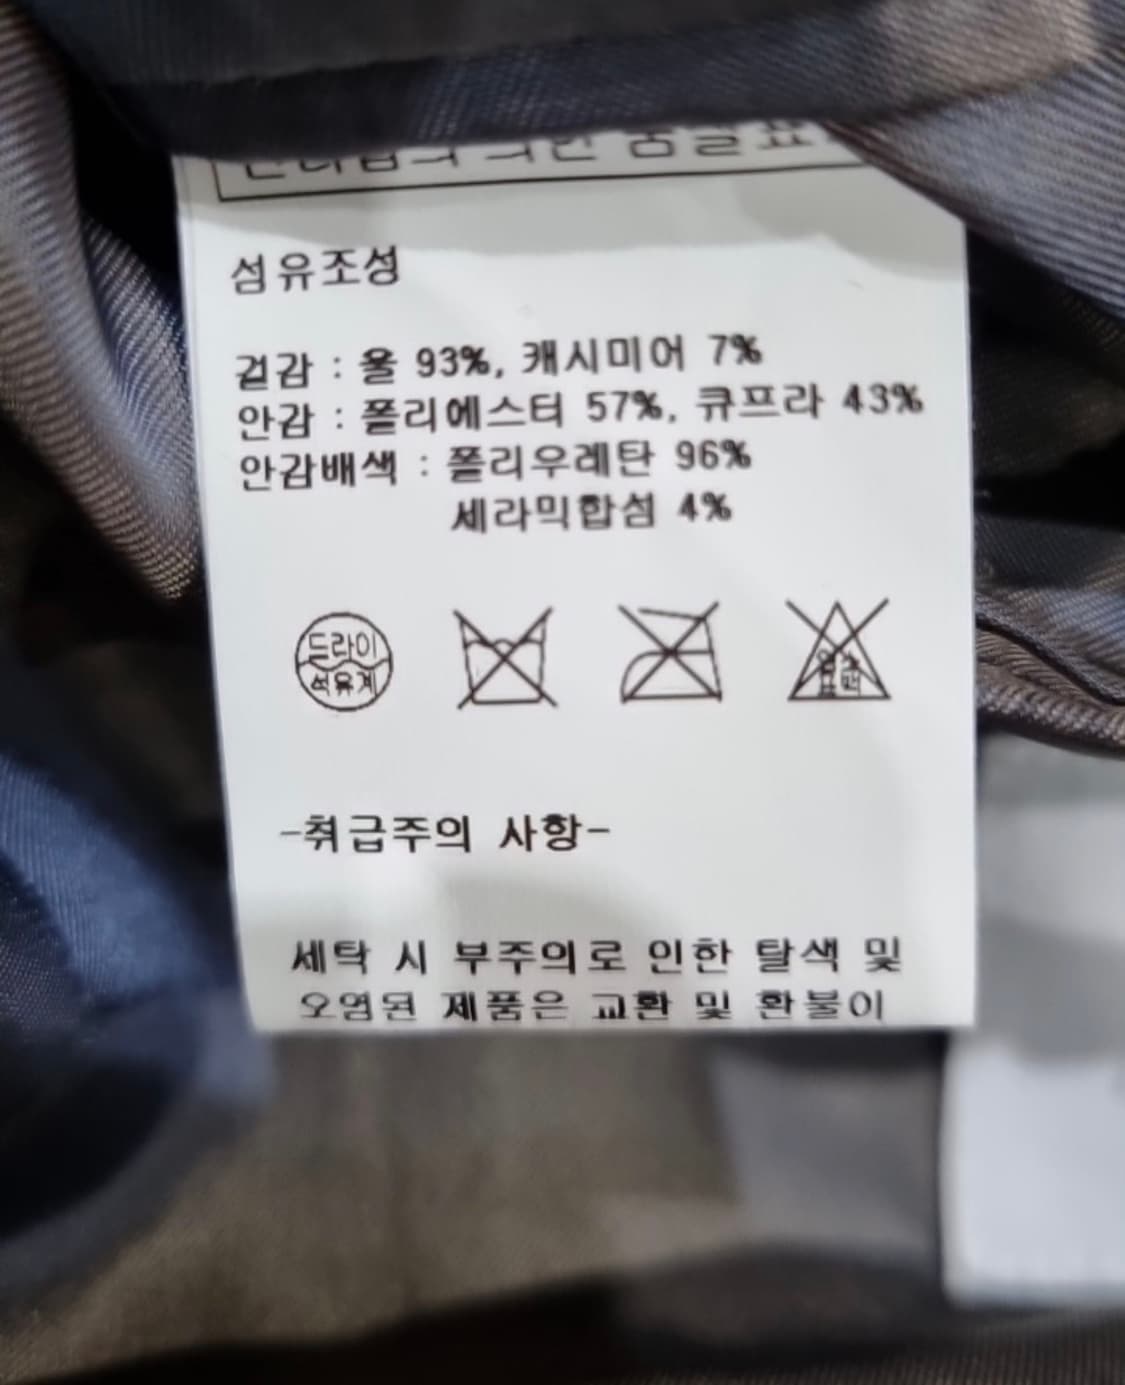 섬유조성
겉감 : 울 93%, 캐시미어 7%
안감 : 폴리에스터 57%, 큐프라 43%
안감배색 : 폴리우레탄 96%
세라믹합섬 4%
드라이
석유계
-취급주의 사항-
세탁 시 부주의로 인한 탈색 및
오염된 제품은 교환 및 환불이